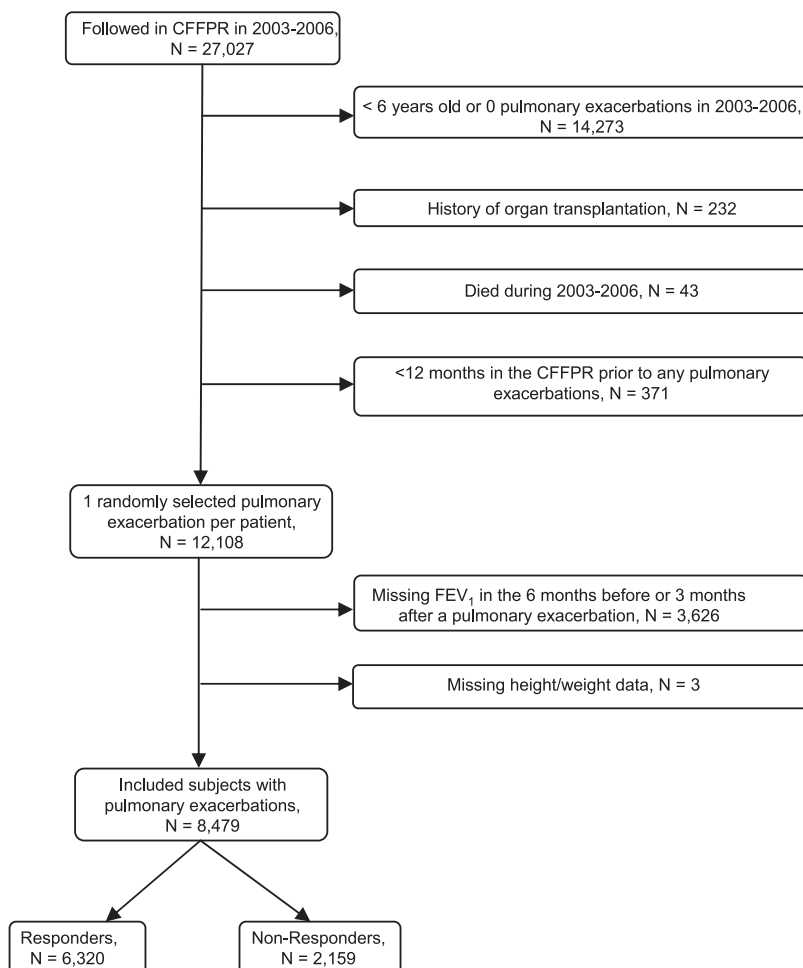 Followed in CFFPR in 2003-2006,
N = 27,027
< 6 years old or 0 pulmonary exacerbations in 2003-2006,
N = 14,273
History of organ transplantation, N = 232
Died during 2003-2006, N = 43
<12 months in the CFFPR prior to any pulmonary
exacerbations, N = 371
1 randomly selected pulmonary
exacerbation per patient,
N = 12,108
Missing FEV₁ in the 6 months before or 3 months
after a pulmonary exacerbation, N = 3,626
Missing height/weight data, N = 3
Included subjects with
pulmonary exacerbations,
N = 8,479
Responders,
N = 6,320
Non-Responders,
N = 2,159